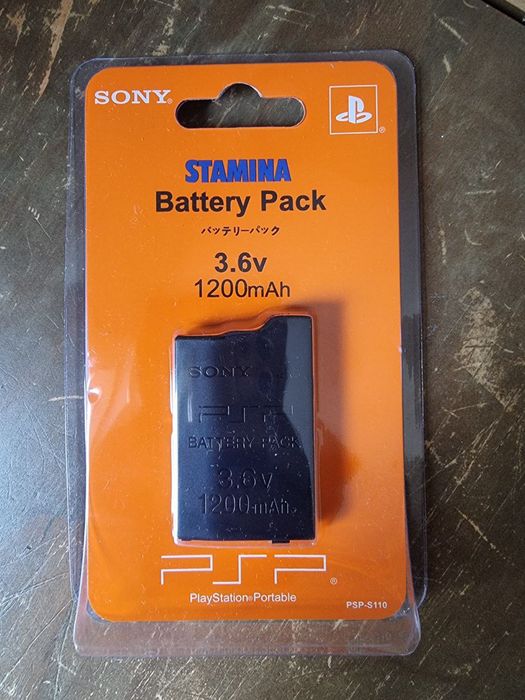 SONY®
®
STAMINA
Battery Pack
バッテリーパック
3.6v
1200mAh
SONY
PSP
BATTERY PACK
3.6 v
1200mAh
PSP®
PlayStation®Portable
PSP-S110